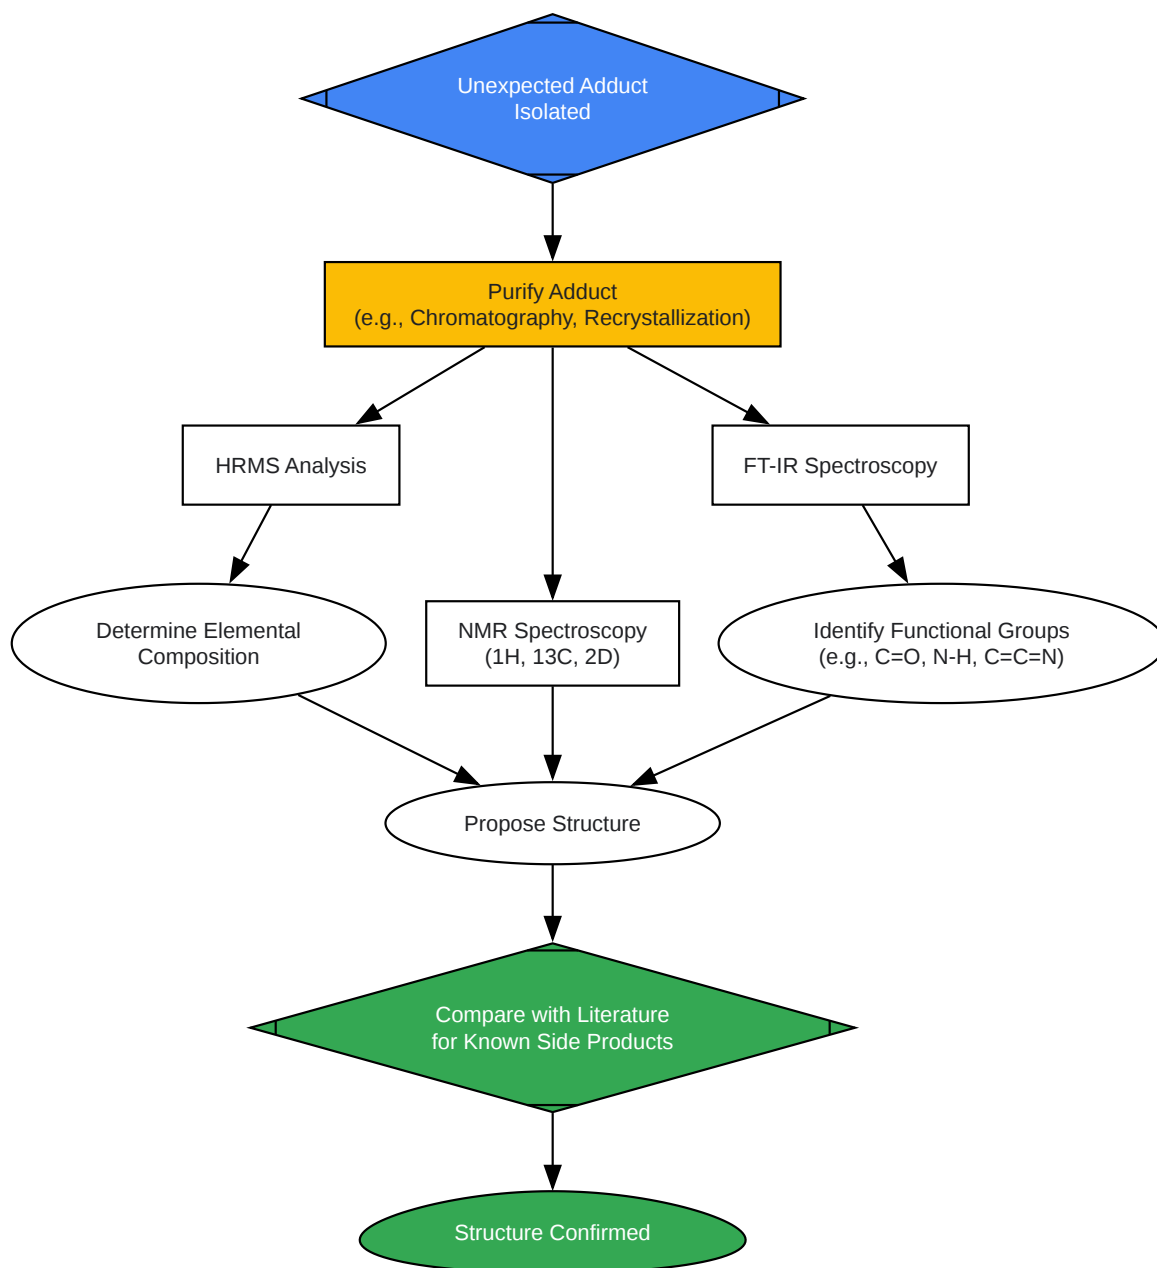 Unexpected Adduct
Isolated
Purify Adduct
(e.g., Chromatography, Recrystallization)
HRMS Analysis
FT-IR Spectroscopy
Determine Elemental
Composition
NMR Spectroscopy
(1H, 13C, 2D)
Identify Functional Groups
(e.g., C=O, N-H, C=C=N)
Propose Structure
Compare with Literature
for Known Side Products
Structure Confirmed